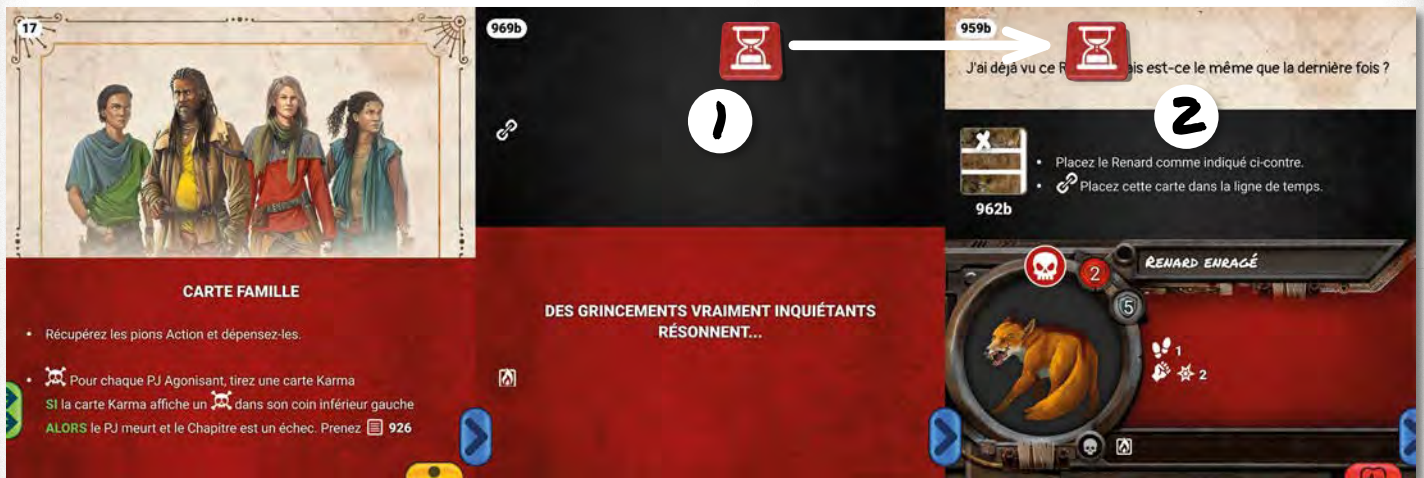 17
CARTE FAMILLE
• Récupérez les pions Action et dépensez-les.
• Pour chaque PJ Agonisant, tirez une carte Karma
SI la carte Karma affiche un dans son coin inférieur gauche
ALORS le PJ meurt et le Chapitre est un échec. Prenez 926
969b
1
DES GRINCEMENTS VRAIMENT INQUIÉTANTS
RÉSONNENT...
959b
J'ai déjà vu ce R ais est-ce le même que la dernière fois ?
2
• Placez le Renard comme indiqué ci-contre.
• Placez cette carte dans la ligne de temps.
962b
RENARD ENRAGÉ
2
5
1
2